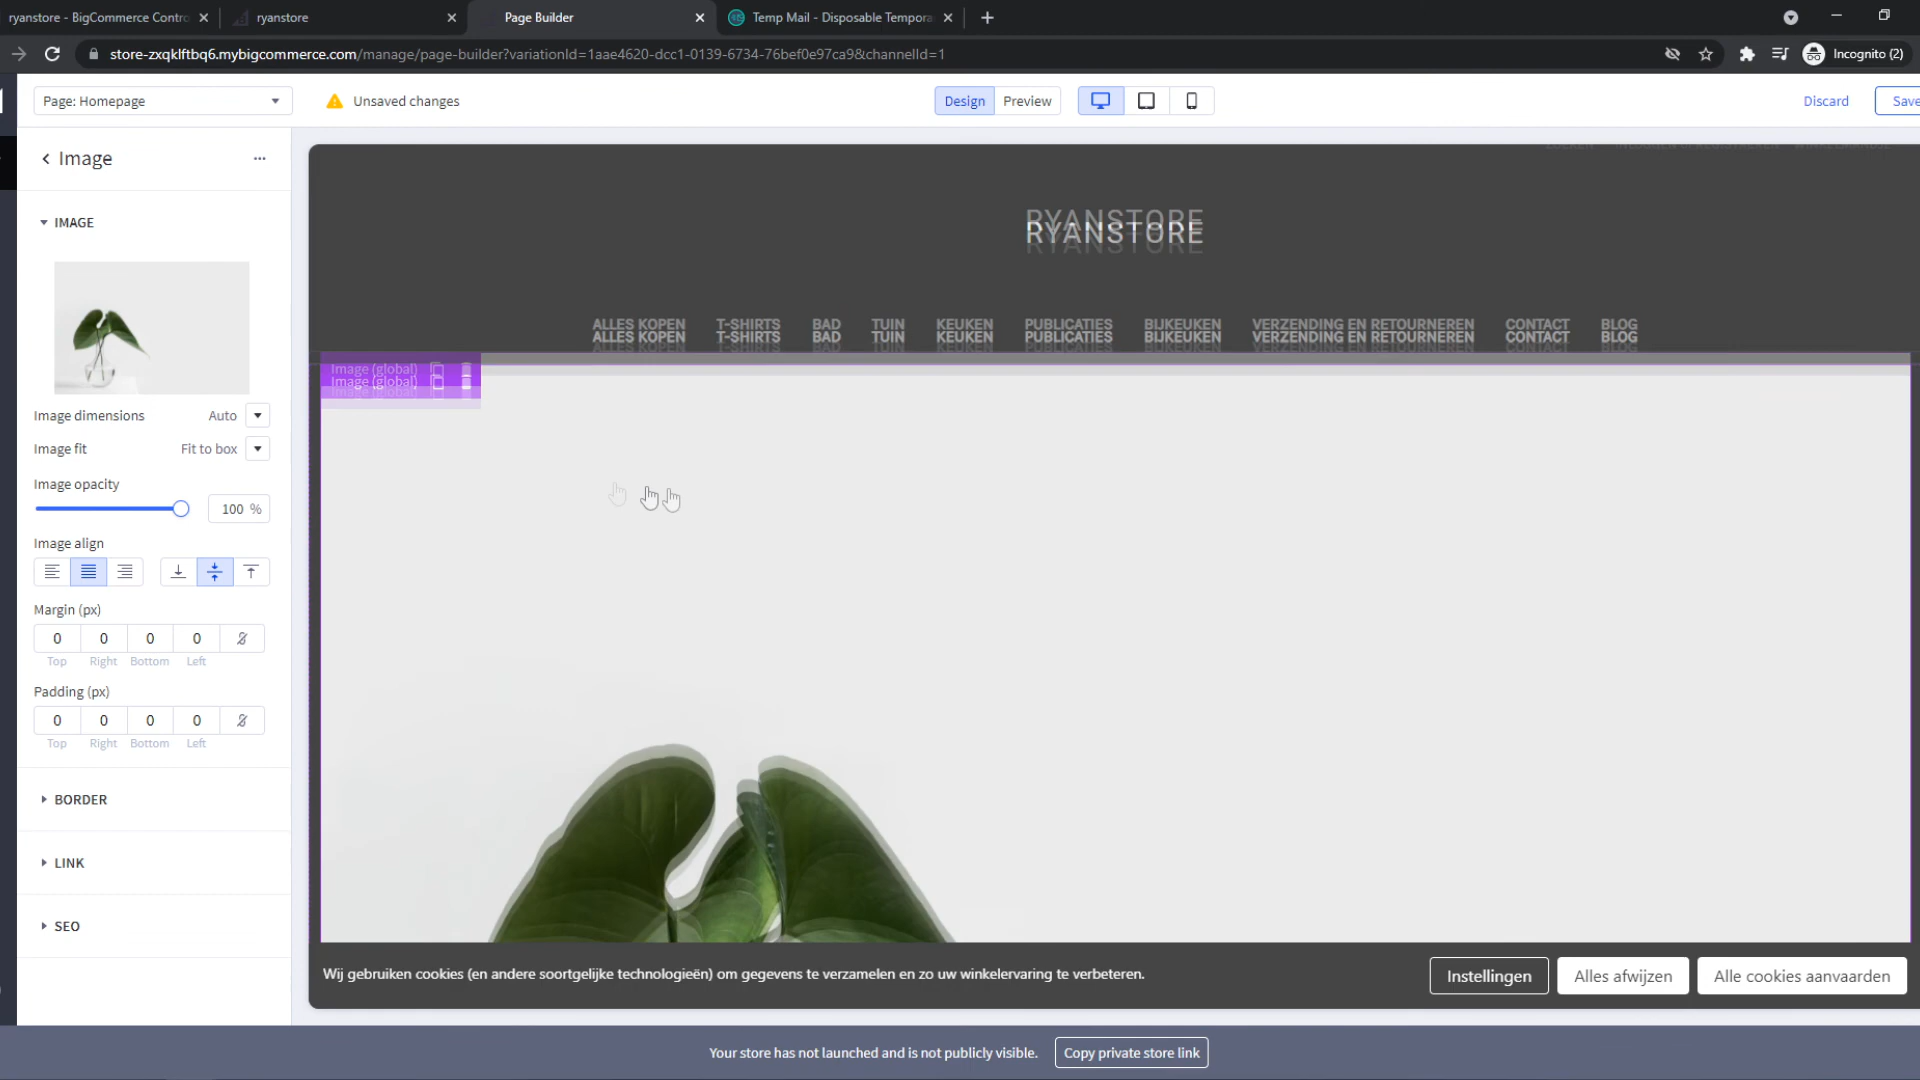 ryanstore - BigCommerce Contro
ryanstore
Page Builder
Temp Mail - Disposable Tempora
store-zxqklftbq6.mybigcommerce.com/manage/page-builder?variationId=1aae4620-dcc1-0139-6734-76bef0e97ca9&channelId=1
Incognito (2)
Page: Homepage
Unsaved changes
Design
Preview
Discard
Save
Image
IMAGE
Image dimensions
Auto
Image fit
Fit to box
Image opacity
100 %
Image align
Margin (px)
0 0 0 0
Top Right Bottom Left
Padding (px)
0 0 0 0
Top Right Bottom Left
BORDER
LINK
SEO
RYANSTORE
ALLES KOPEN T-SHIRTS BAD TUIN KEUKEN PUBLICATIES BIJKEUKEN VERZENDING EN RETOURNEREN CONTACT BLOG
Image (global)
Wij gebruiken cookies (en andere soortgelijke technologieën) om gegevens te verzamelen en zo uw winkelervaring te verbeteren.
Instellingen
Alles afwijzen
Alle cookies aanvaarden
Your store has not launched and is not publicly visible.
Copy private store link